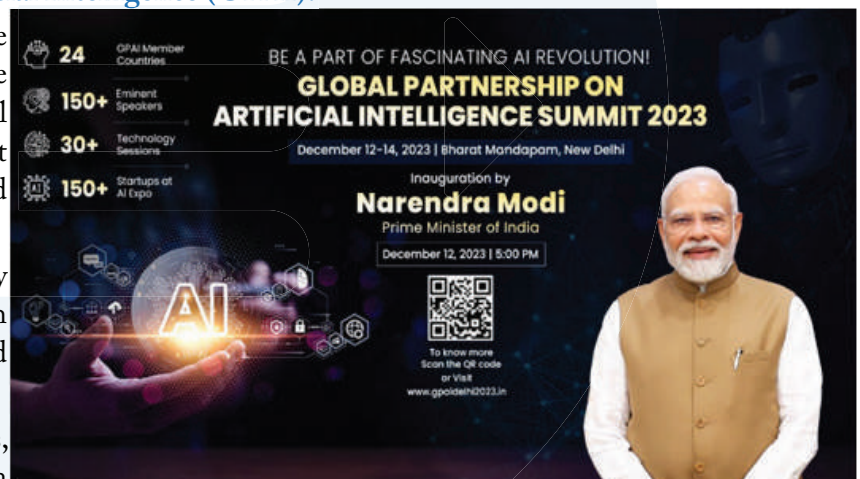 24 GPAI Member
Countries
150+ Eminent
Speakers
30+ Technology
Sessions
150+ Startups at
AI Expo
BE A PART OF FASCINATING AI REVOLUTION!
GLOBAL PARTNERSHIP ON
ARTIFICIAL INTELLIGENCE SUMMIT 2023
December 12-14, 2023 | Bharat Mandapam, New Delhi
Inauguration by
Narendra Modi
Prime Minister of India
December 12, 2023 | 5:00 PM
To know more
Scan the QR code
or Visit
www.gpaidelhi2023.in
AI
AI